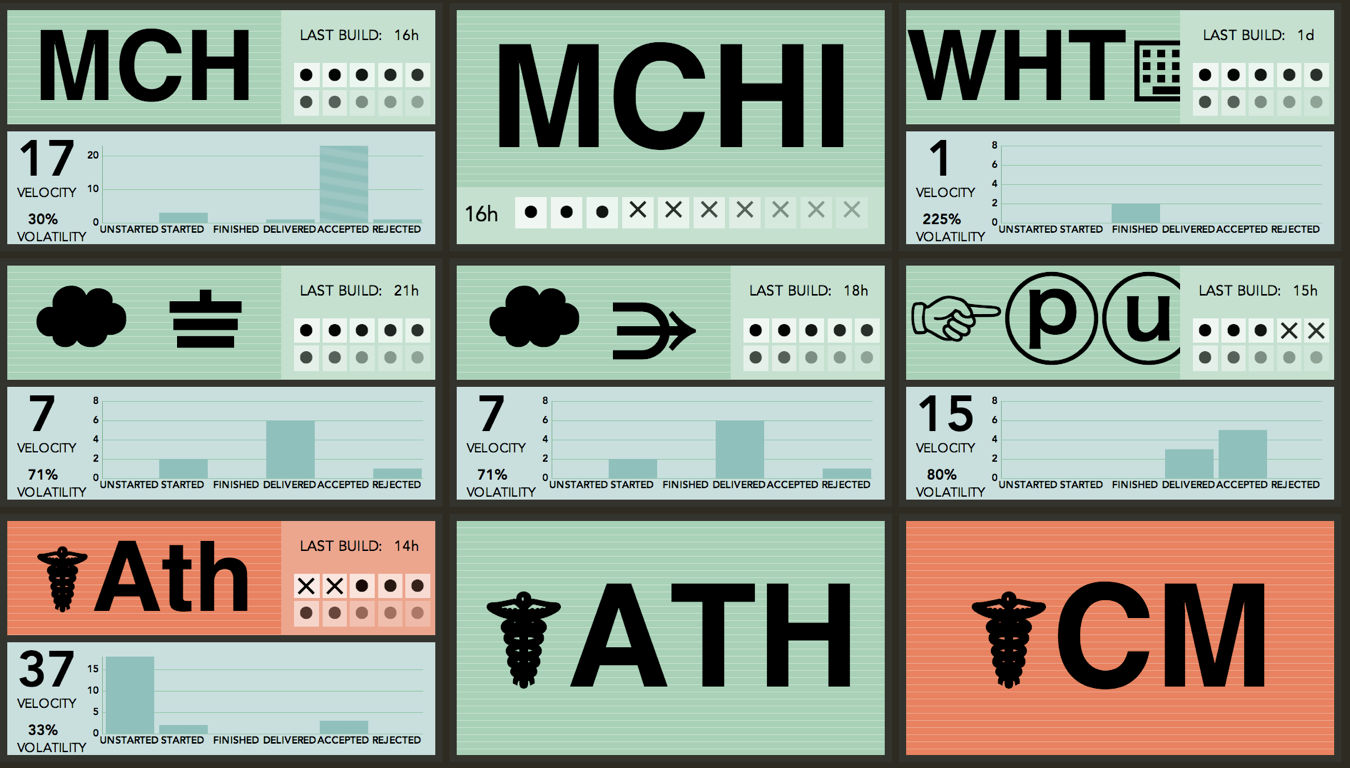 MCH
LAST BUILD: 16h
17
VELOCITY
30%
VOLATILITY
20
10
0
UNSTARTED STARTED FINISHED DELIVERED ACCEPTED REJECTED
MCHI
16h
WHT
LAST BUILD: 1d
1
VELOCITY
225%
VOLATILITY
8
6
4
2
0
UNSTARTED STARTED FINISHED DELIVERED ACCEPTED REJECTED
LAST BUILD: 21h
7
VELOCITY
71%
VOLATILITY
8
6
4
2
0
UNSTARTED STARTED FINISHED DELIVERED ACCEPTED REJECTED
LAST BUILD: 18h
7
VELOCITY
71%
VOLATILITY
8
6
4
2
0
UNSTARTED STARTED FINISHED DELIVERED ACCEPTED REJECTED
p u
LAST BUILD: 15h
15
VELOCITY
80%
VOLATILITY
8
6
4
2
0
UNSTARTED STARTED FINISHED DELIVERED ACCEPTED REJECTED
Ath
LAST BUILD: 14h
37
VELOCITY
33%
VOLATILITY
15
10
5
0
UNSTARTED STARTED FINISHED DELIVERED ACCEPTED REJECTED
ATH
CM